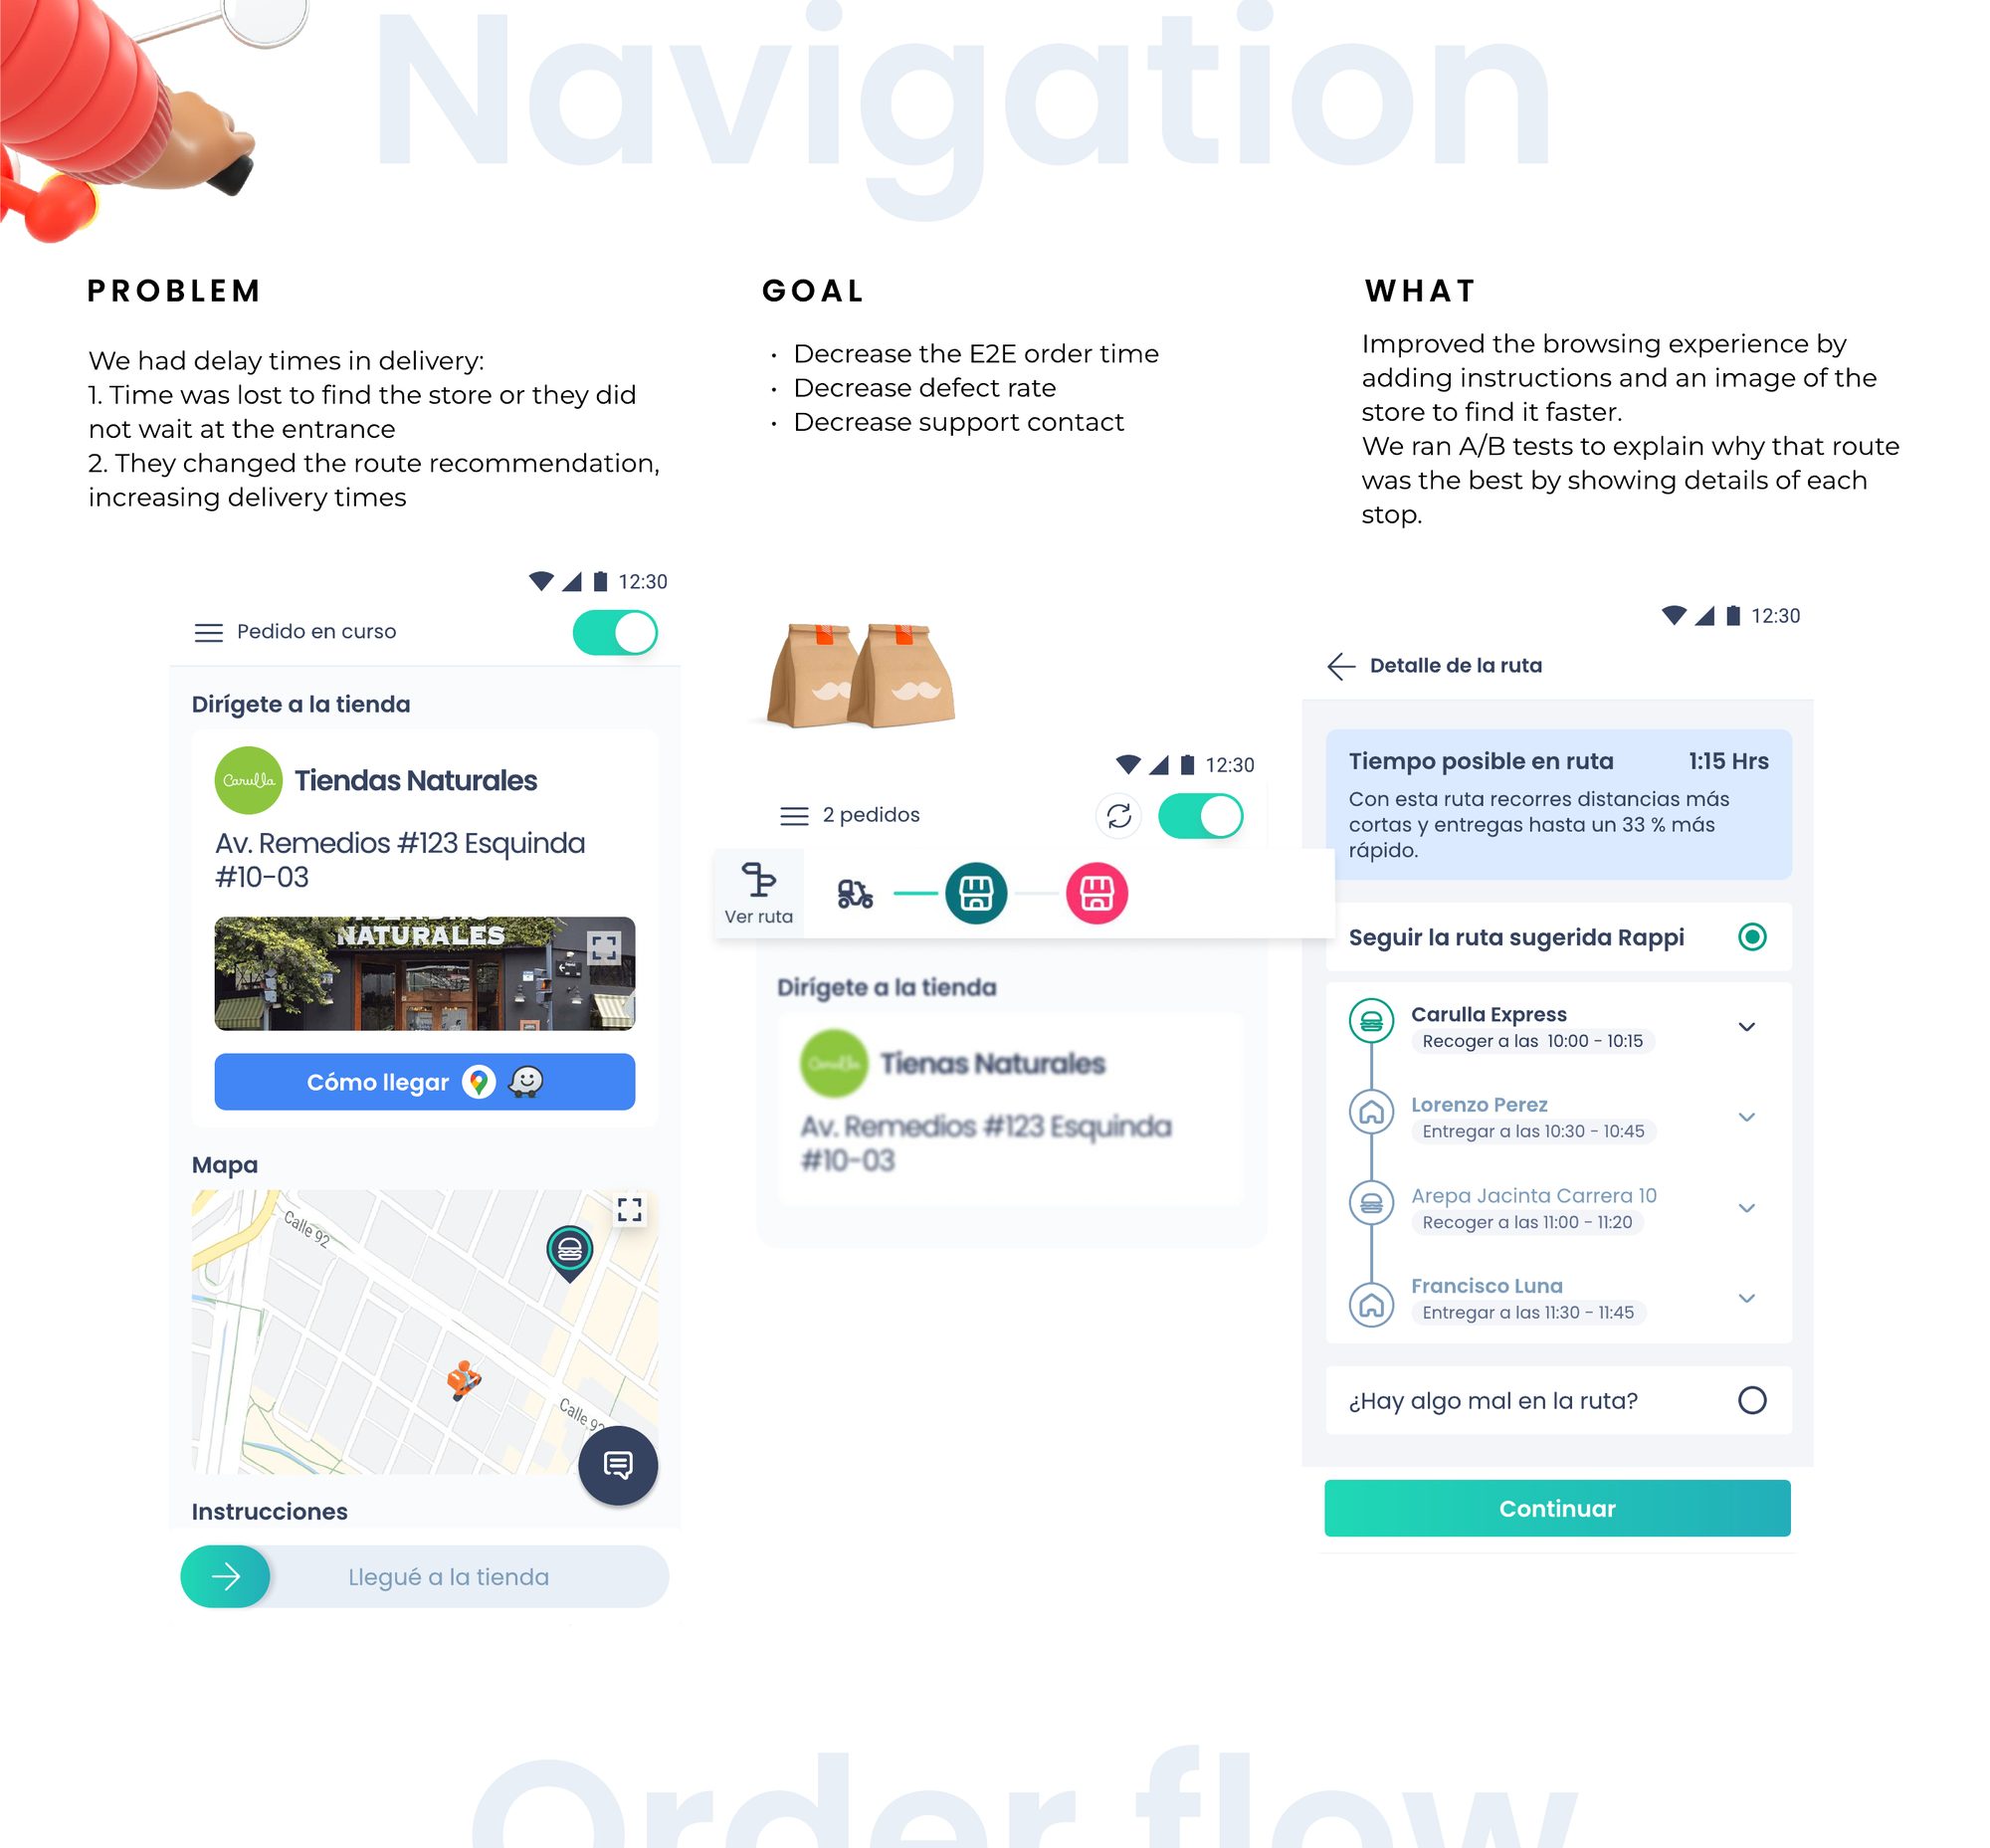 Navigation
PROBLEM
We had delay times in delivery:
1. Time was lost to find the store or they did
not wait at the entrance
2. They changed the route recommendation,
increasing delivery times
GOAL
· Decrease the E2E order time
· Decrease defect rate
· Decrease support contact
WHAT
Improved the browsing experience by
adding instructions and an image of the
store to find it faster.
We ran A/B tests to explain why that route
was the best by showing details of each
stop.
12:30
Pedido en curso
Dirígete a la tienda
Carulla
Tiendas Naturales
Av. Remedios #123 Esquinda
#10-03
NATURALES
Cómo llegar
Mapa
Calle 92
Calle 92
Instrucciones
Llegué a la tienda
12:30
2 pedidos
Ver ruta
Dirígete a la tienda
Carulla
Tienas Naturales
Av. Remedios #123 Esquinda
#10-03
12:30
Detalle de la ruta
Tiempo posible en ruta 1:15 Hrs
Con esta ruta recorres distancias más
cortas y entregas hasta un 33 % más
rápido.
Seguir la ruta sugerida Rappi
Carulla Express
Recoger a las 10:00 - 10:15
Lorenzo Perez
Entregar a las 10:30 - 10:45
Arepa Jacinta Carrera 10
Recoger a las 11:00 - 11:20
Francisco Luna
Entregar a las 11:30 - 11:45
¿Hay algo mal en la ruta?
Continuar
Order flow